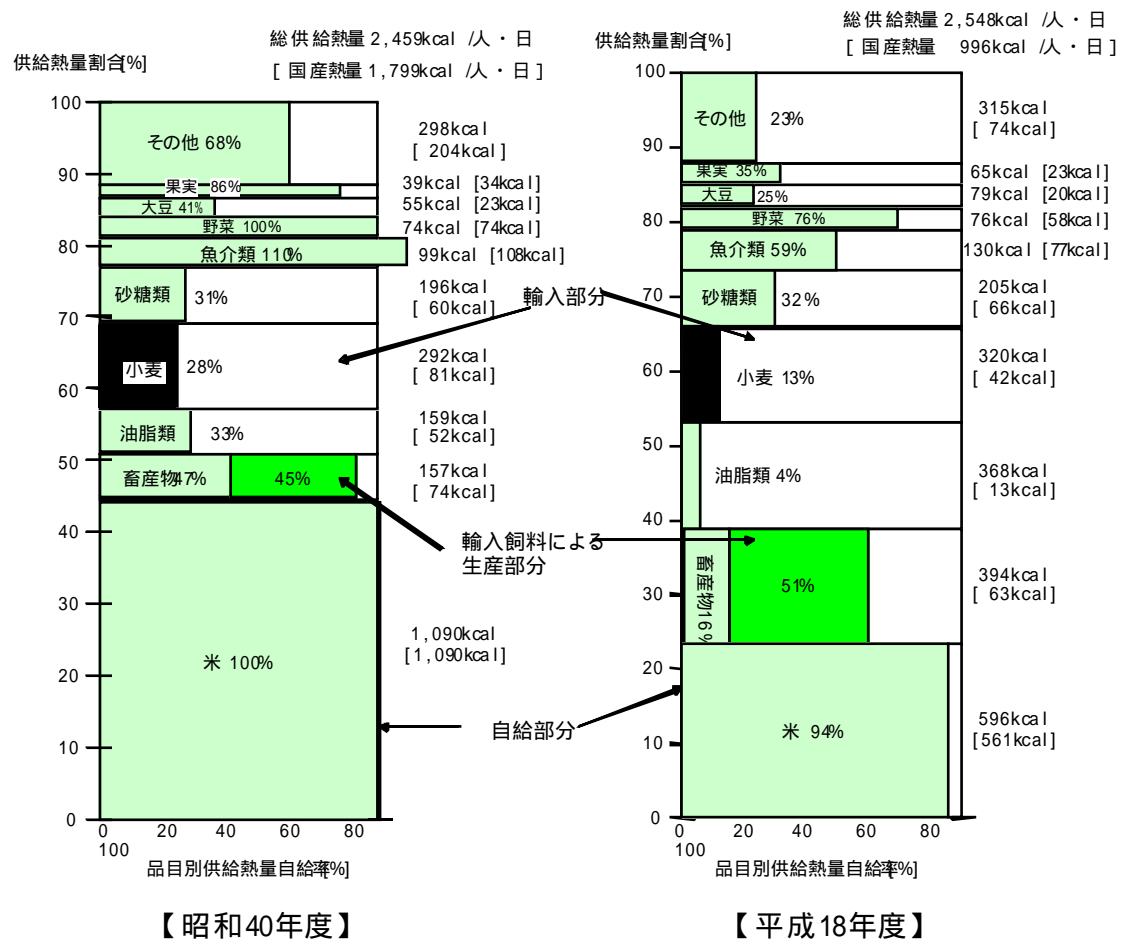 総供給熱量 2,459kcal /人・日
[ 国産熱量 1,799kcal /人・日 ]
供給熱量割合[%]
100
90
80
70
60
50
40
30
20
10
0
その他 68%
298kcal
[ 204kcal]
果実 86%
39kcal [34kcal]
大豆 41%
55kcal [23kcal]
野菜 100%
74kcal [74kcal]
魚介類 110%
99kcal [108kcal]
砂糖類 31%
196kcal
[ 60kcal]
小麦 28%
292kcal
[ 81kcal]
油脂類 33%
159kcal
[ 52kcal]
畜産物47% 45%
157kcal
[ 74kcal]
米 100%
1,090kcal
[1,090kcal]
0 20 40 60 80
100
品目別供給熱量自給率[%]
【昭和40年度】
輸入部分
輸入飼料による
生産部分
自給部分
総供給熱量 2,548kcal /人・日
[ 国産熱量 996kcal /人・日 ]
供給熱量割合[%]
100
90
80
70
60
50
40
30
20
10
0
その他 23%
315kcal
[ 74kcal]
果実 35%
65kcal [23kcal]
大豆 25%
79kcal [20kcal]
野菜 76%
76kcal [58kcal]
魚介類 59%
130kcal [77kcal]
砂糖類 32%
205kcal
[ 66kcal]
小麦 13%
320kcal
[ 42kcal]
油脂類 4%
368kcal
[ 13kcal]
畜産物16% 51%
394kcal
[ 63kcal]
米 94%
596kcal
[561kcal]
0 20 40 60 80
100
品目別供給熱量自給率[%]
【平成18年度】